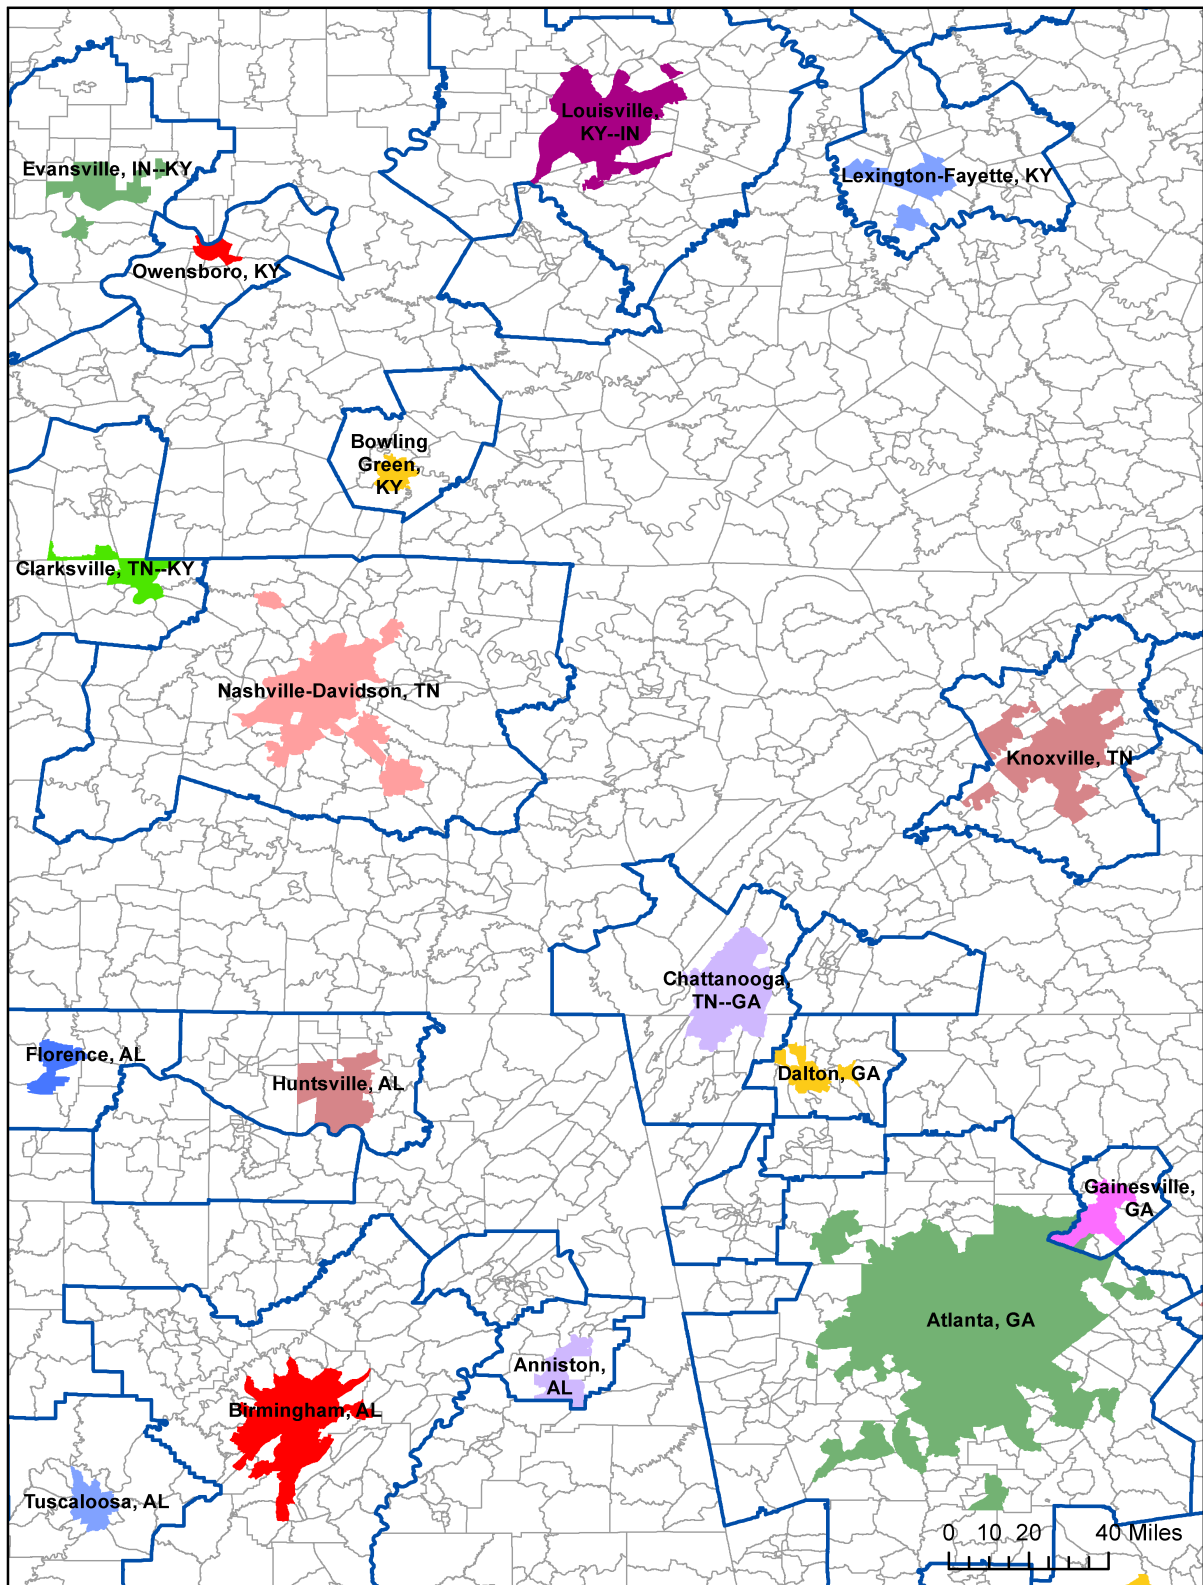 Louisville,
KY--IN
Evansville, IN--KY
Lexington-Fayette, KY
Owensboro, KY
Bowling
Green,
KY
Clarksville, TN--KY
Nashville-Davidson, TN
Knoxville, TN
Chattanooga,
TN--GA
Florence, AL
Huntsville, AL
Dalton, GA
Gainesville,
GA
Atlanta, GA
Anniston,
AL
Birmingham, AL
Tuscaloosa, AL
0 10 20 40 Miles